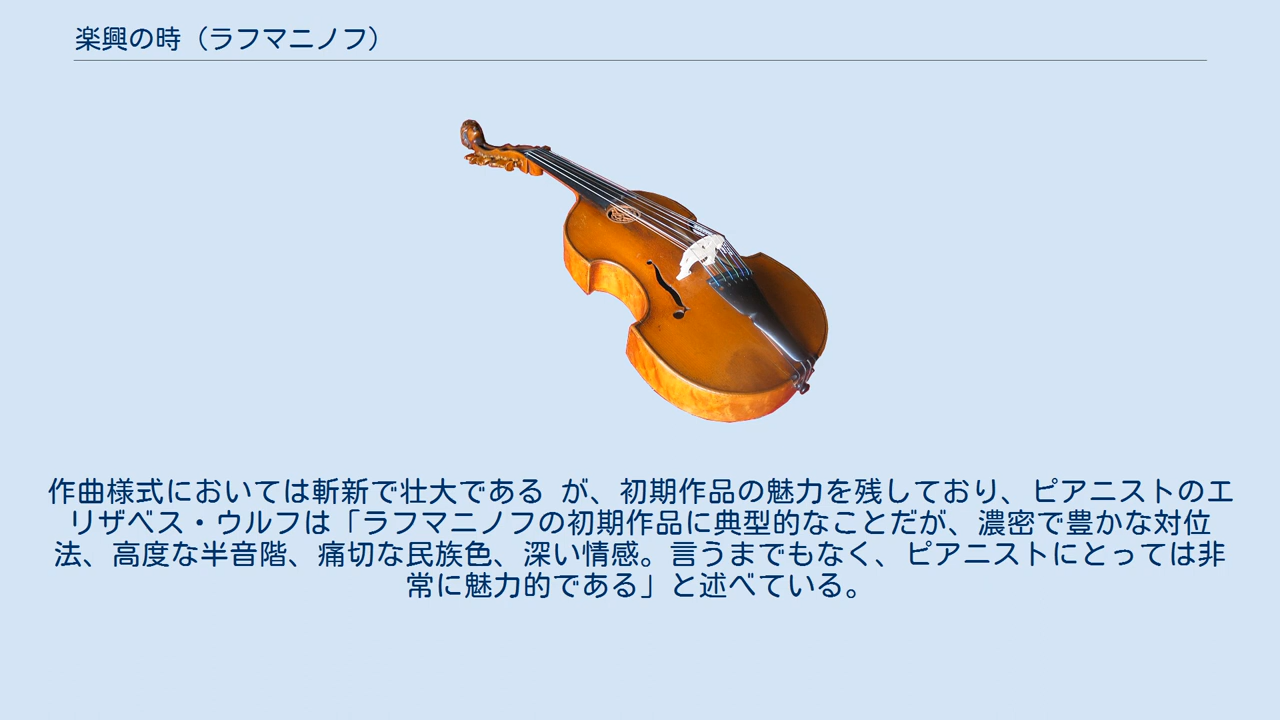 楽興の時（ラフマニノフ）
作曲様式においては斬新で壮大である が、初期作品の魅力を残しており、ピアニストのエ
リザベス・ウルフは「ラフマニノフの初期作品に典型的なことだが、濃密で豊かな対位
法、高度な半音階、痛切な民族色、深い情感。言うまでもなく、ピアニストにとっては非
常に魅力的である」と述べている。